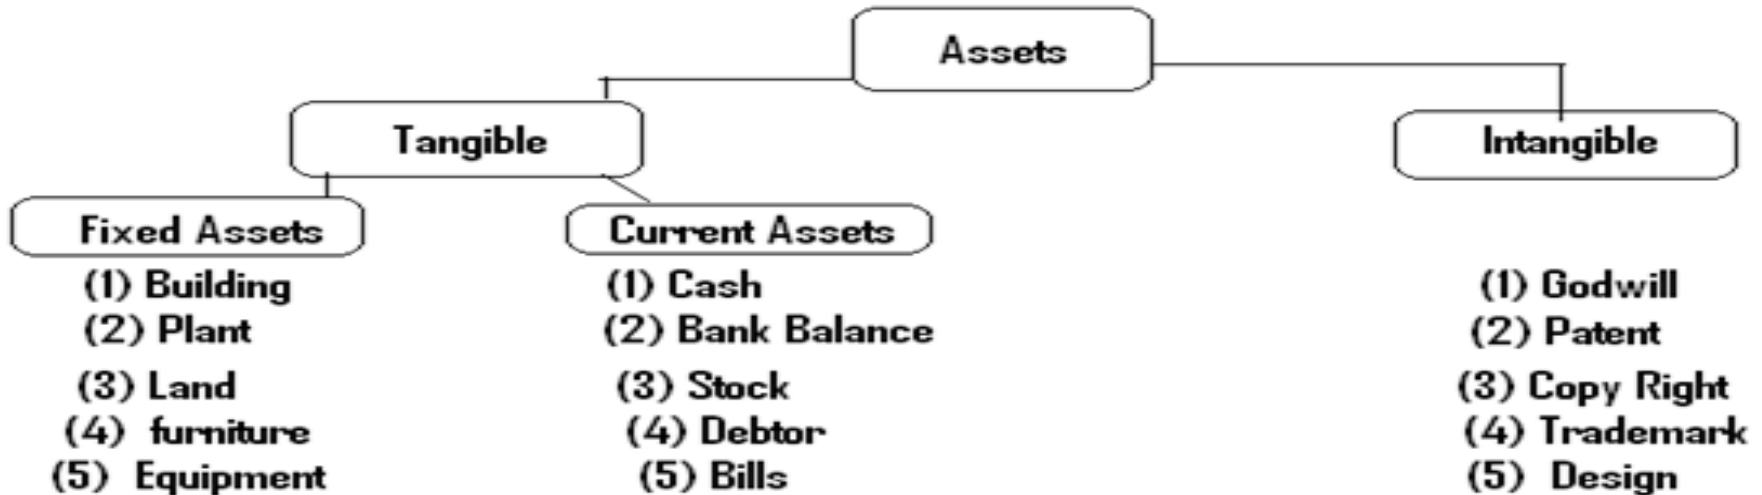 Assets
Tangible
Intangible
Fixed Assets
Current Assets
(1) Building
(2) Plant
(3) Land
(4) furniture
(5) Equipment
(1) Cash
(2) Bank Balance
(3) Stock
(4) Debtor
(5) Bills
(1) Godwill
(2) Patent
(3) Copy Right
(4) Trademark
(5) Design